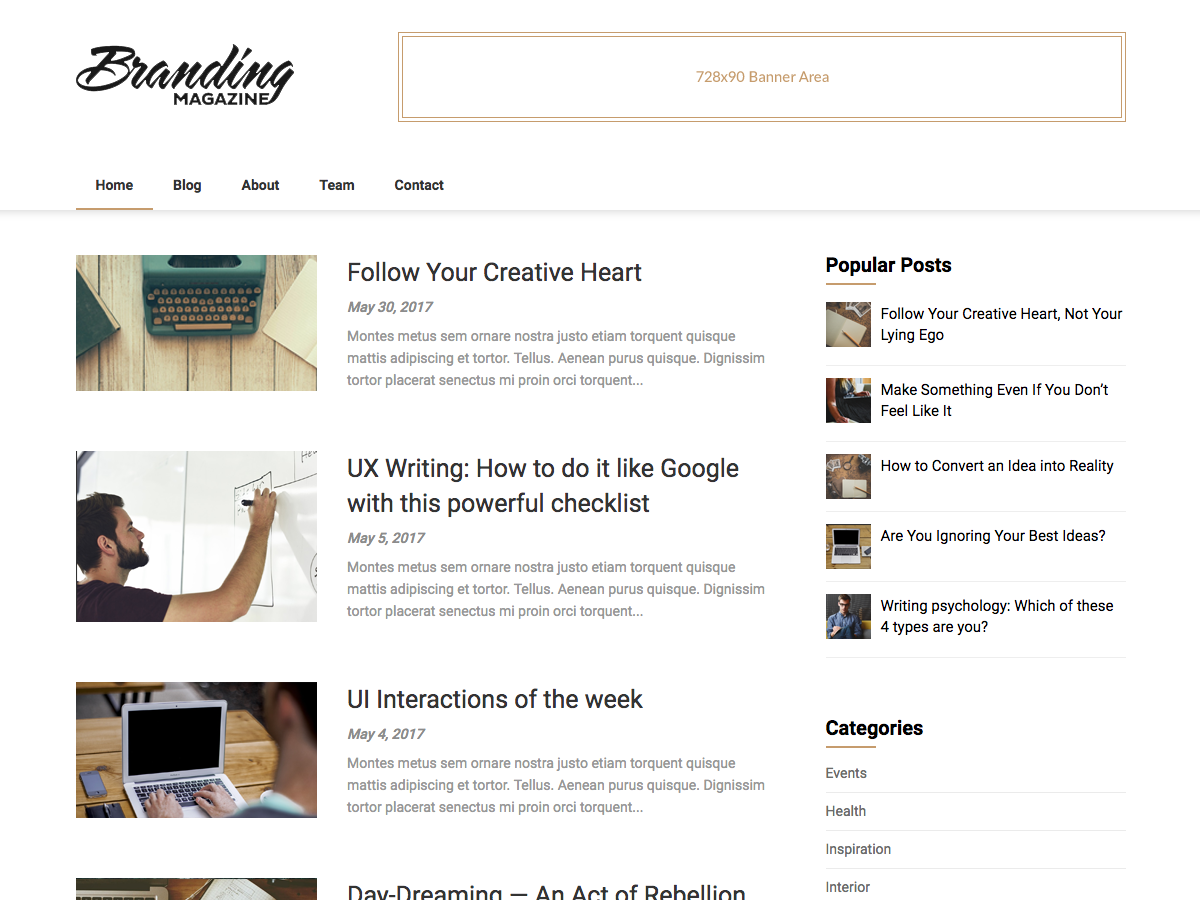 Branding
MAGAZINE
728x90 Banner Area
Home
Blog
About
Team
Contact
Follow Your Creative Heart
May 30, 2017
Montes metus sem ornare nostra justo etiam torquent quisque
mattis adipiscing et tortor. Tellus. Aenean purus quisque. Dignissim
tortor placerat senectus mi proin orci torquent...
UX Writing: How to do it like Google
with this powerful checklist
May 5, 2017
Montes metus sem ornare nostra justo etiam torquent quisque
mattis adipiscing et tortor. Tellus. Aenean purus quisque. Dignissim
tortor placerat senectus mi proin orci torquent...
UI Interactions of the week
May 4, 2017
Montes metus sem ornare nostra justo etiam torquent quisque
mattis adipiscing et tortor. Tellus. Aenean purus quisque. Dignissim
tortor placerat senectus mi proin orci torquent...
Day-Dreaming — An Act of Rebellion
Popular Posts
Follow Your Creative Heart, Not Your
Lying Ego
Make Something Even If You Don’t
Feel Like It
How to Convert an Idea into Reality
Are You Ignoring Your Best Ideas?
Writing psychology: Which of these
4 types are you?
Categories
Events
Health
Inspiration
Interior